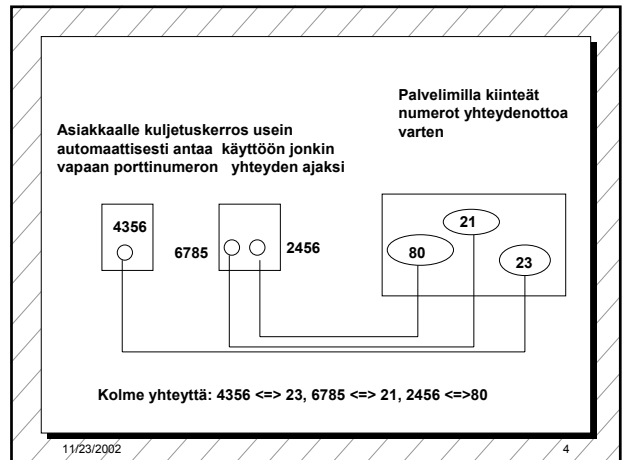 Palvelimilla kiinteät
numerot yhteydenottoa
varten
Asiakkaalle kuljetuskerros usein
automaattisesti antaa käyttöön jonkin
vapaan porttinumeron yhteyden ajaksi
4356
6785
2456
21
80
23
Kolme yhteyttä: 4356 <=> 23, 6785 <=> 21, 2456 <=>80
11/23/2002
4